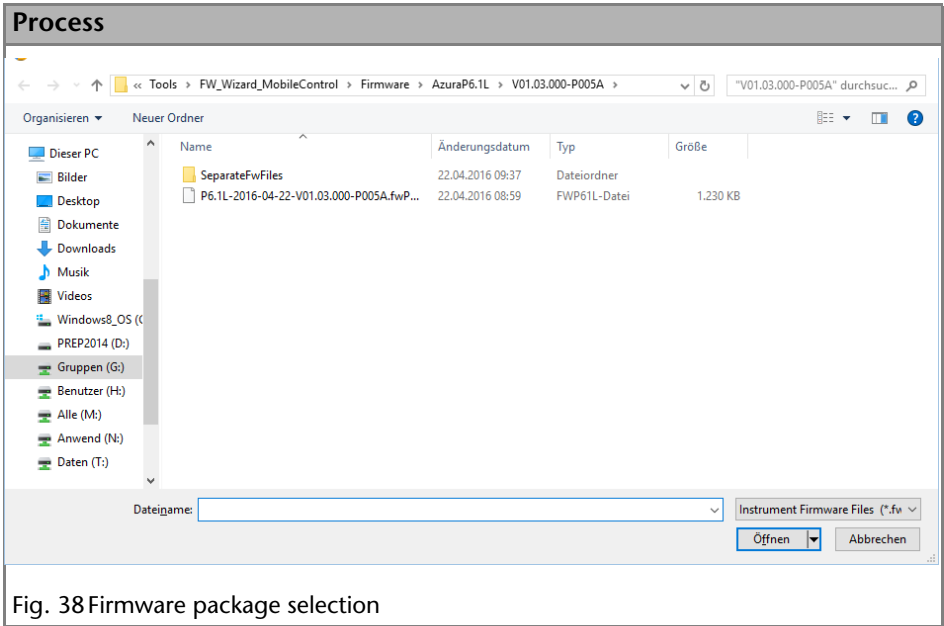 Process
« Tools › FW_Wizard_MobileControl › Firmware › AzuraP6.1L › V01.03.000-P005A ›
"V01.03.000-P005A" durchsuc...
Organisieren
Neuer Ordner
Name Änderungsdatum Typ Größe
SeparateFwFiles 22.04.2016 09:37 Dateiordner
P6.1L-2016-04-22-V01.03.000-P005A.fwP... 22.04.2016 08:59 FWP61L-Datei 1.230 KB
Dieser PC
Bilder
Desktop
Dokumente
Downloads
Musik
Videos
Windows8_OS (C
PREP2014 (D:)
Gruppen (G:)
Benutzer (H:)
Alle (M:)
Anwend (N:)
Daten (T:)
Dateiname:
Instrument Firmware Files (*.fw
Öffnen
Abbrechen
Fig. 38 Firmware package selection